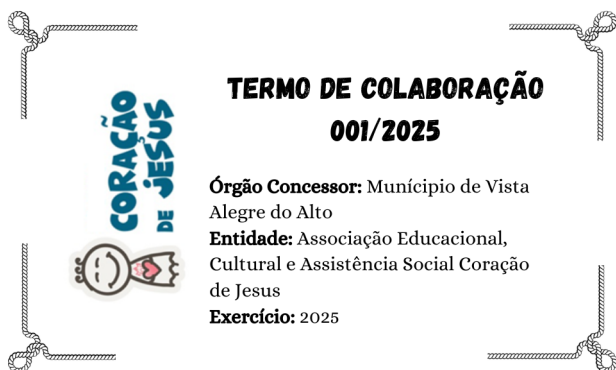 CORAÇÃO
DE JESUS
TERMO DE COLABORAÇÃO
001/2025
Órgão Concessor: Munícipio de Vista
Alegre do Alto
Entidade: Associação Educacional,
Cultural e Assistência Social Coração
de Jesus
Exercício: 2025